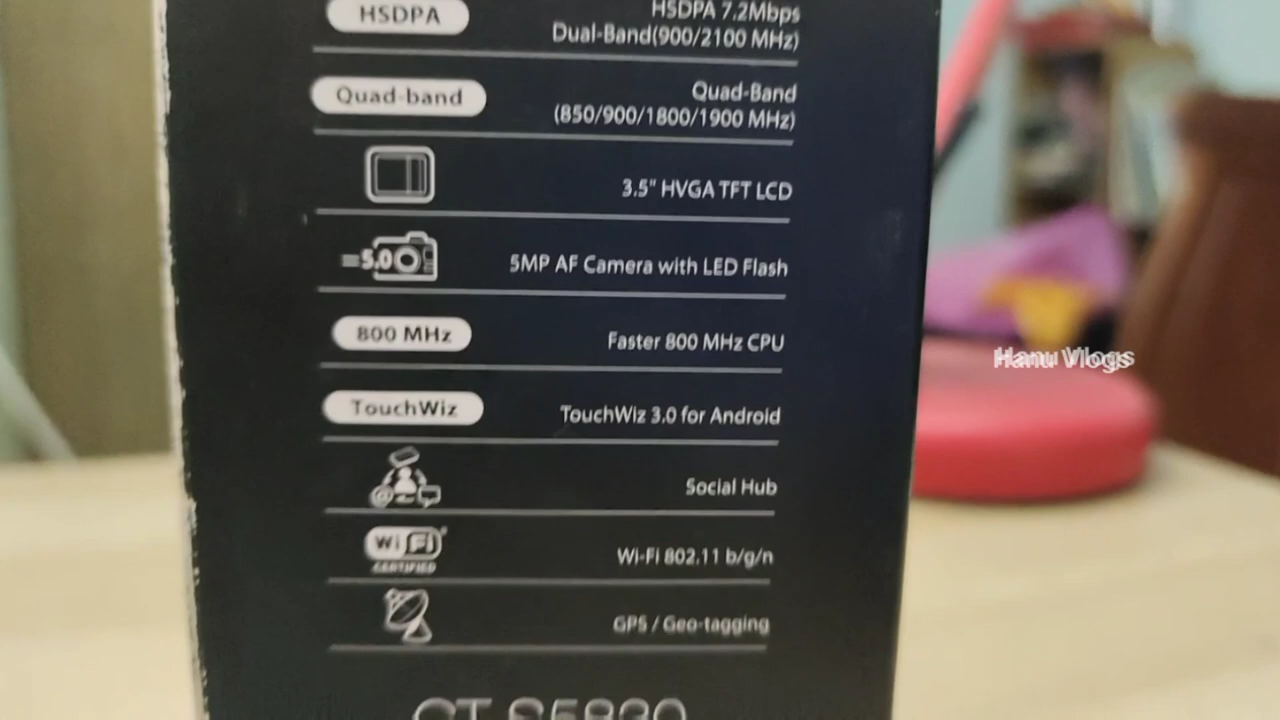 HSDPA
HSDPA 7.2Mbps
Dual-Band(900/2100 MHz)
Quad-band
Quad-Band
(850/900/1800/1900 MHz)
3.5" HVGA TFT LCD
5.0
5MP AF Camera with LED Flash
800 MHz
Faster 800 MHz CPU
TouchWiz
TouchWiz 3.0 for Android
Social Hub
Wi Fi
CERTIFIED
Wi-Fi 802.11 b/g/n
GPS / Geo-tagging
GT-S5830
Hanu Vlogs